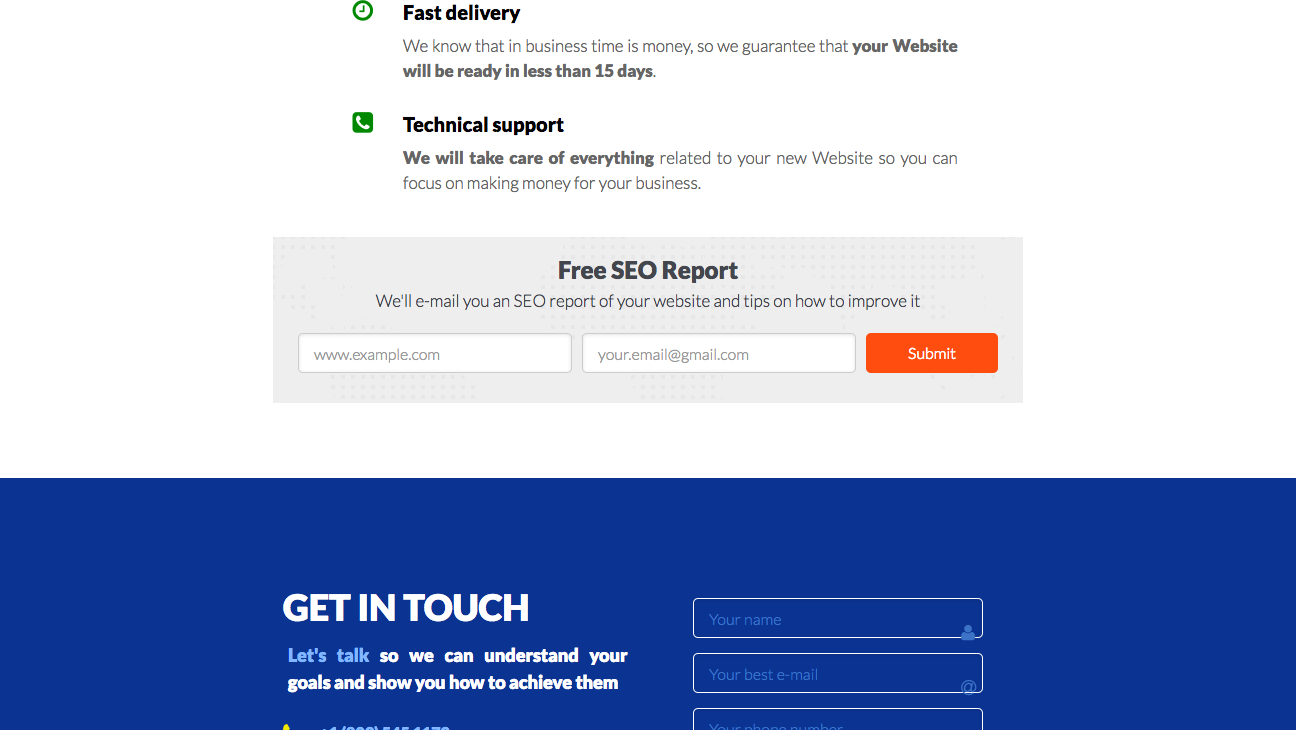 Fast delivery
We know that in business time is money, so we guarantee that your Website
will be ready in less than 15 days.
Technical support
We will take care of everything related to your new Website so you can
focus on making money for your business.
Free SEO Report
We'll e-mail you an SEO report of your website and tips on how to improve it
www.example.com
your.email@gmail.com
Submit
GET IN TOUCH
Let's talk so we can understand your
goals and show you how to achieve them
Your name
Your best e-mail
@
Your phone number